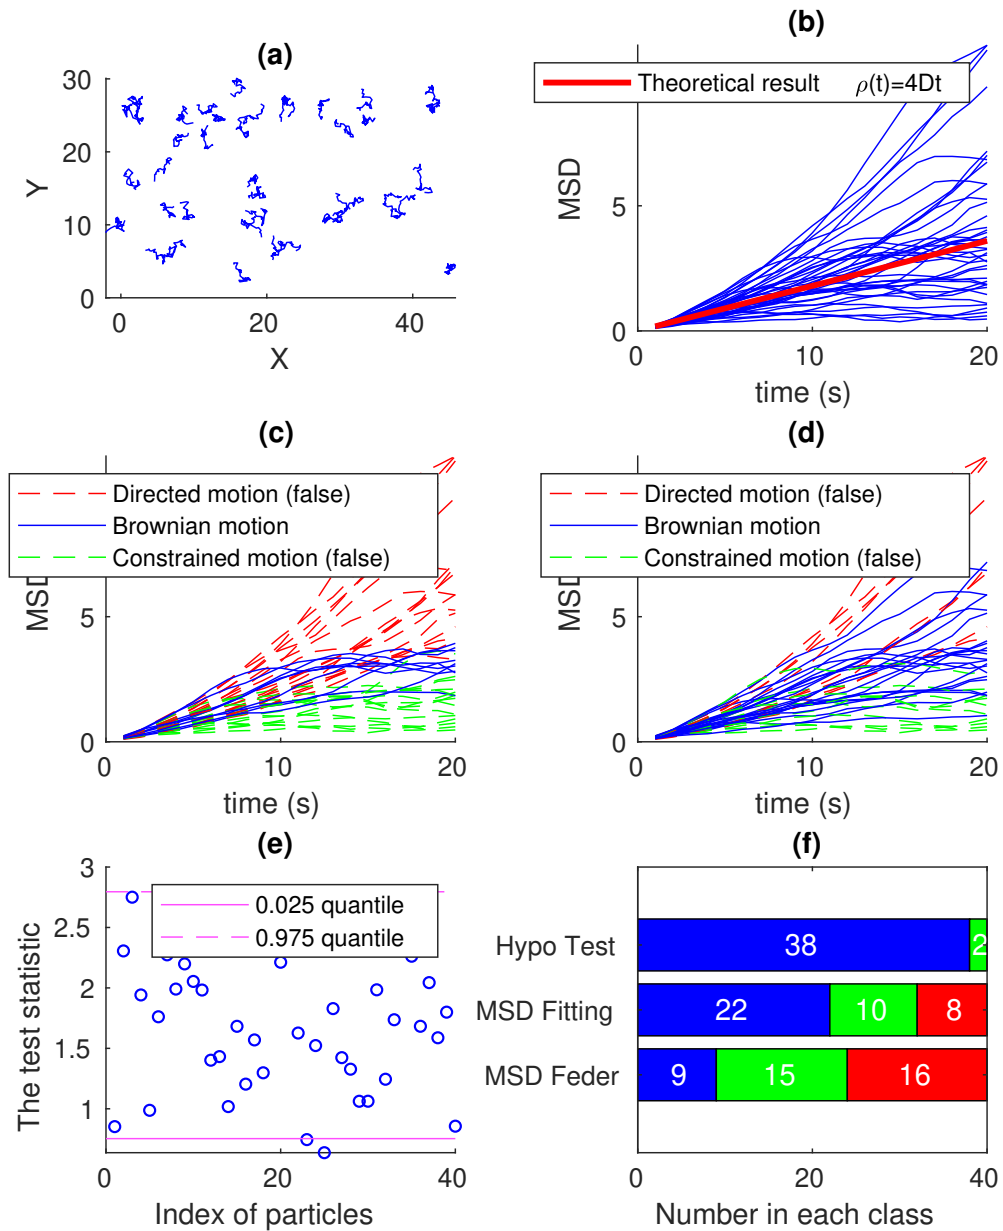 (a)
30
20
10
0
Y
0 20 40
X
(b)
Theoretical result ρ(t)=4Dt
MSD
5
0
0 10 20
time (s)
(c)
Directed motion (false)
Brownian motion
Constrained motion (false)
MSD
5
0
0 10 20
time (s)
(d)
Directed motion (false)
Brownian motion
Constrained motion (false)
MSD
5
0
0 10 20
time (s)
(e)
3
2.5
2
1.5
1
The test statistic
0.025 quantile
0.975 quantile
0 20 40
Index of particles
(f)
Hypo Test 38 2
MSD Fitting 22 10 8
MSD Feder 9 15 16
0 20 40
Number in each class